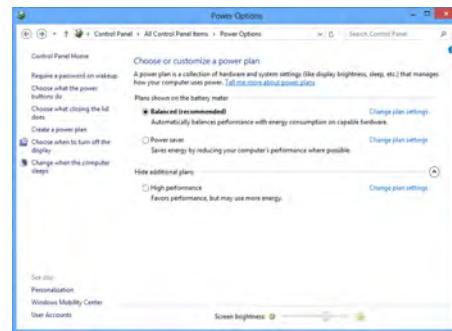 Power Options
Control Panel › All Control Panel Items › Power Options
Search Control Panel
Control Panel Home
Require a password on wakeup
Choose what the power
buttons do
Choose what closing the lid
does
Create a power plan
Choose when to turn off the
display
Change when the computer
sleeps
Choose or customize a power plan
A power plan is a collection of hardware and system settings (like display brightness, sleep, etc.) that manages
how your computer uses power. Tell me more about power plans
Plans shown on the battery meter
Balanced (recommended) Change plan settings
Automatically balances performance with energy consumption on capable hardware.
Power saver Change plan settings
Saves energy by reducing your computer's performance where possible.
Hide additional plans
High performance Change plan settings
Favors performance, but may use more energy.
See also
Personalization
Windows Mobility Center
User Accounts
Screen brightness: